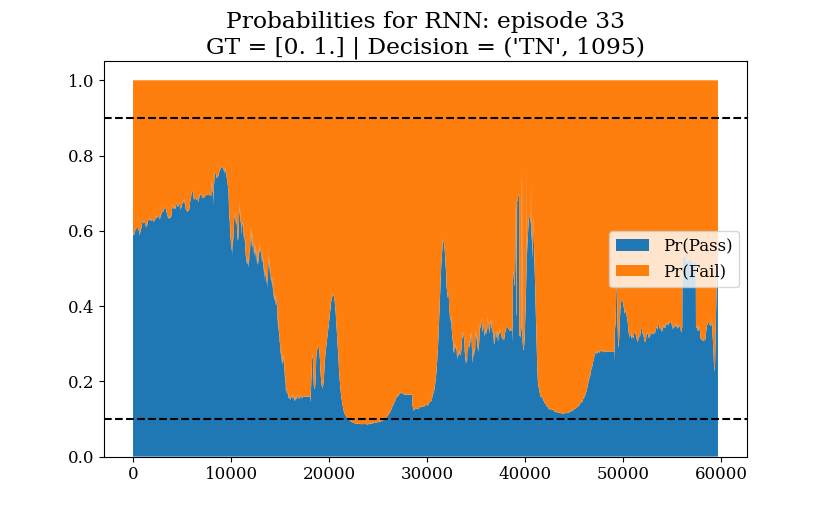 Probabilities for RNN: episode 33
GT = [0. 1.] | Decision = ('TN', 1095)
1.0
0.8
0.6
0.4
0.2
0.0
Pr(Pass)
Pr(Fail)
0 10000 20000 30000 40000 50000 60000